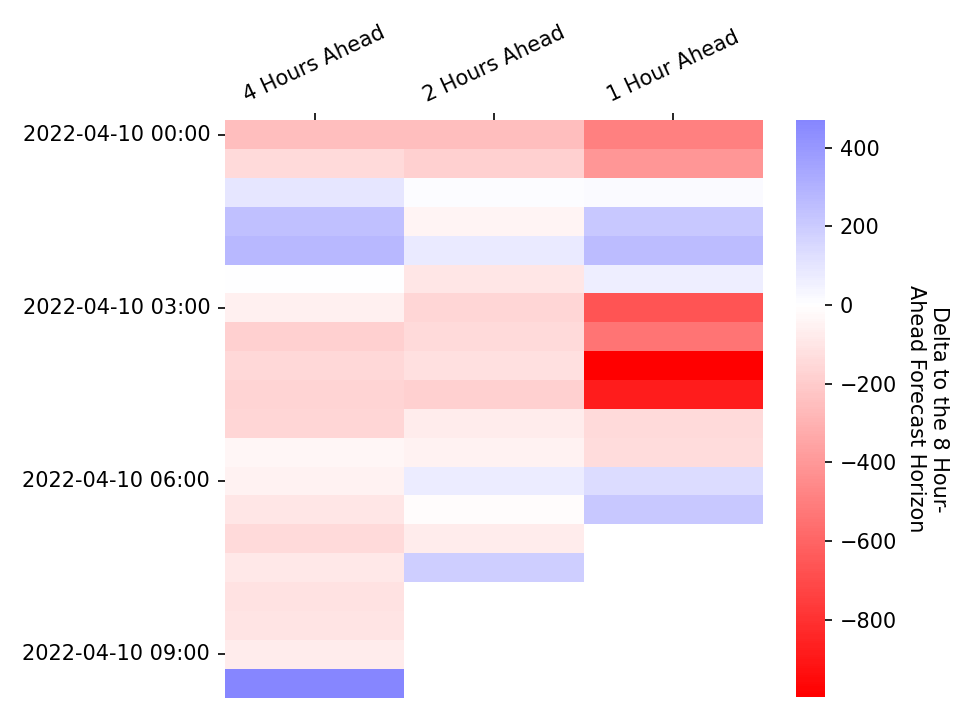 4 Hours Ahead
2 Hours Ahead
1 Hour Ahead
2022-04-10 00:00
2022-04-10 03:00
2022-04-10 06:00
2022-04-10 09:00
400
200
0
−200
−400
−600
−800
Delta to the 8 Hour-
Ahead Forecast Horizon